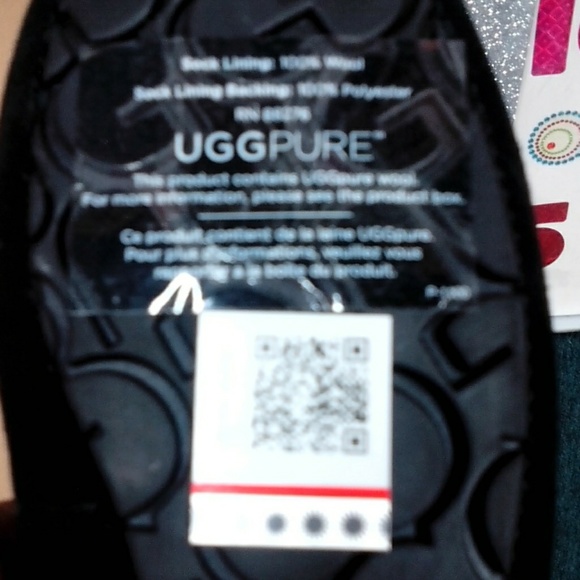 Sock Lining: 100% Wool
Sock Lining Backing: 100% Polyester
RN 88276
UGGPURE™
This product contains UGGpure wool.
For more information, please see the product box.
Ce produit contient de la laine UGGpure.
Pour plus d'informations, veuillez vous
à la boîte du produit.